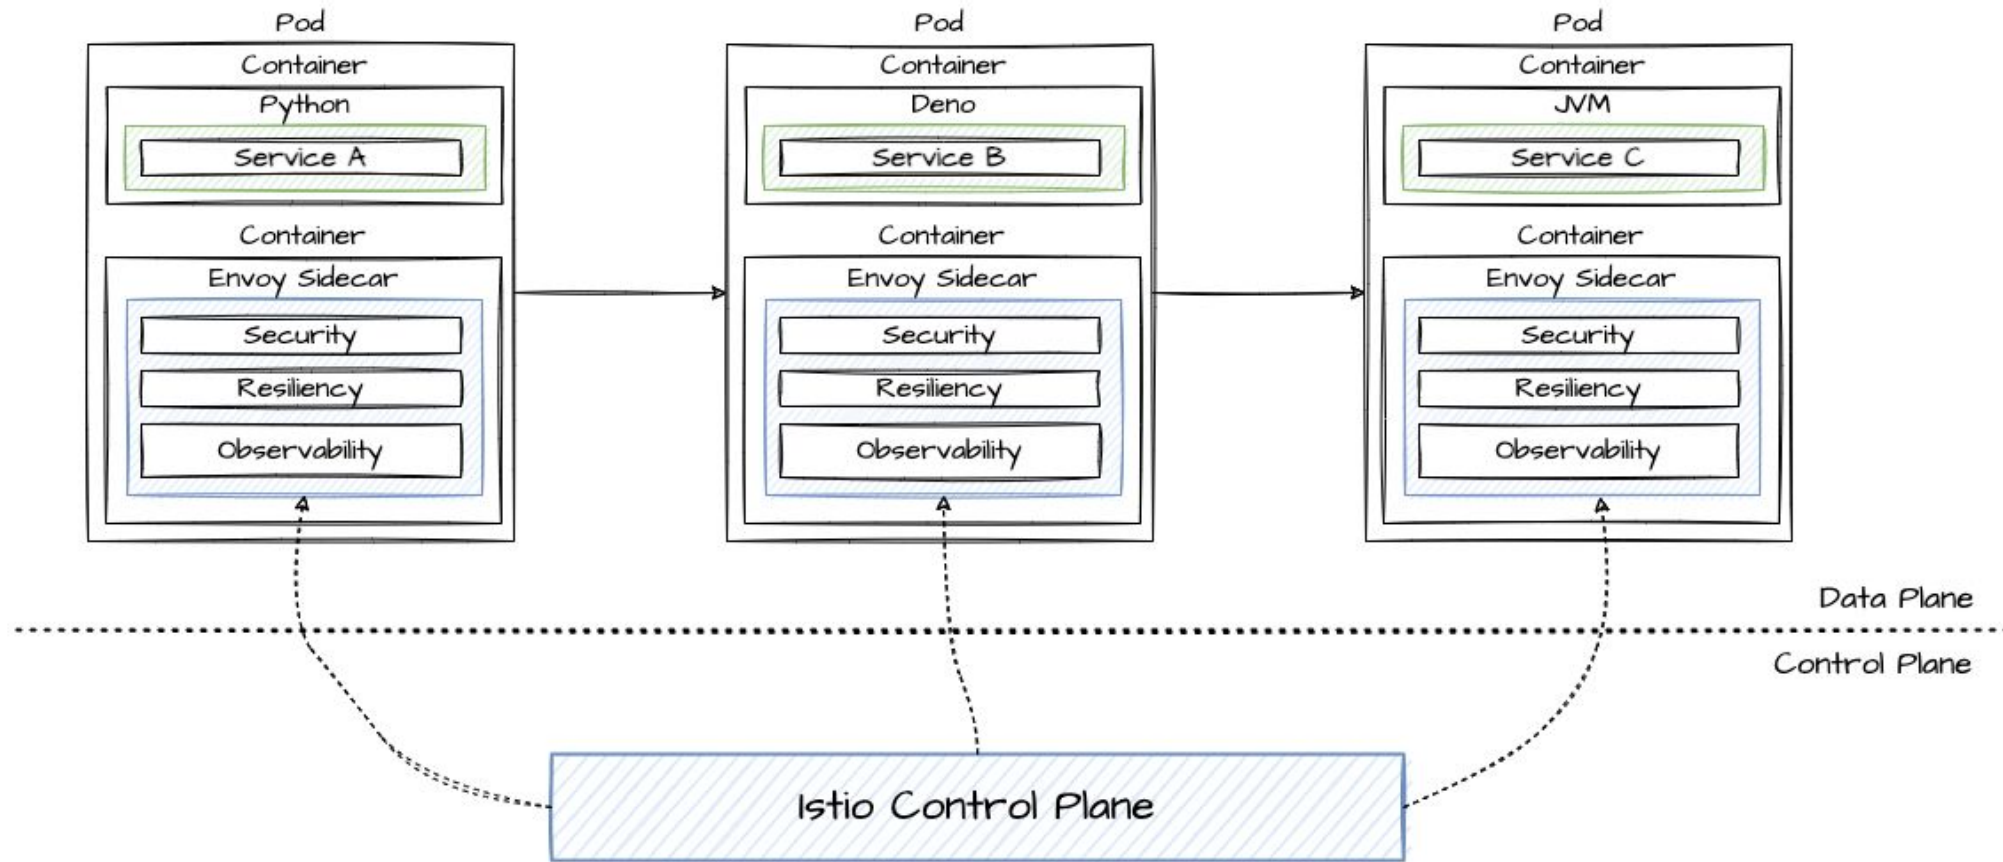 Pod
Container
Python
Service A
Container
Envoy Sidecar
Security
Resiliency
Observability
Pod
Container
Deno
Service B
Container
Envoy Sidecar
Security
Resiliency
Observability
Pod
Container
JVM
Service C
Container
Envoy Sidecar
Security
Resiliency
Observability
Data Plane
Control Plane
Istio Control Plane